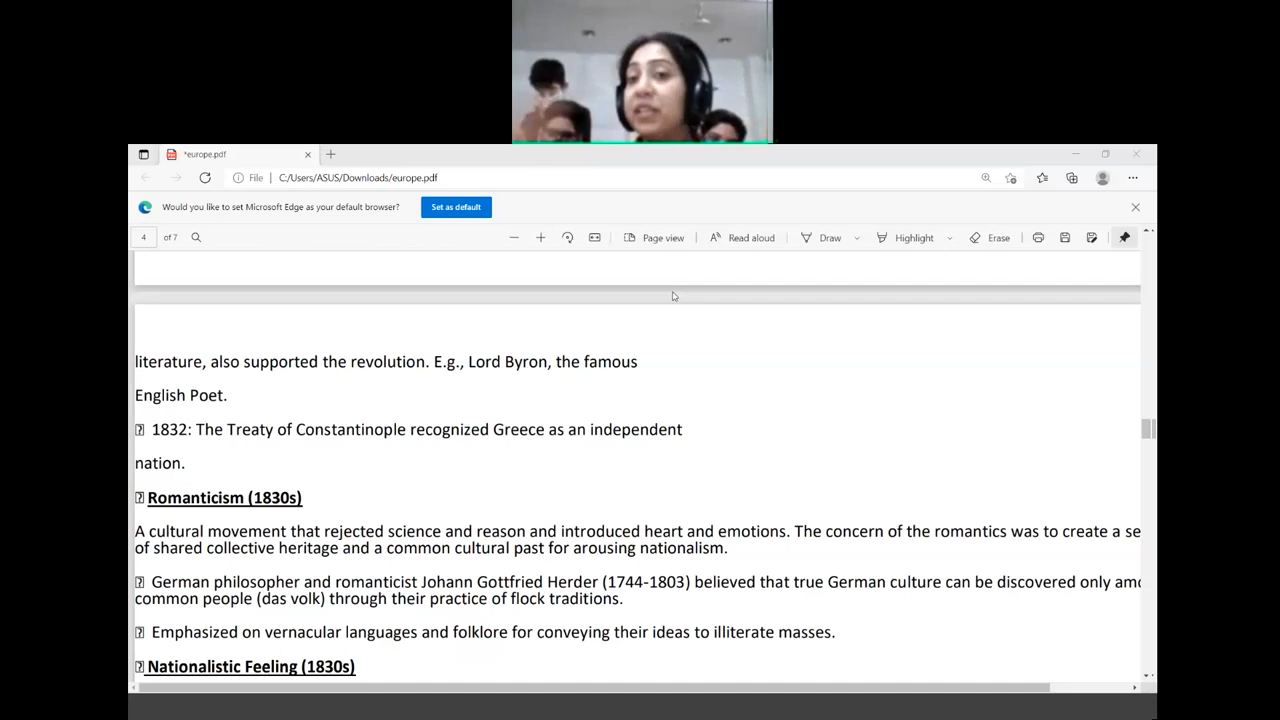 *europe.pdf
File
C:/Users/ASUS/Downloads/europe.pdf
Would you like to set Microsoft Edge as your default browser?
Set as default
4 of 7
Page view
Read aloud
Draw
Highlight
Erase
literature, also supported the revolution. E.g., Lord Byron, the famous
English Poet.
1832: The Treaty of Constantinople recognized Greece as an independent
nation.
Romanticism (1830s)
A cultural movement that rejected science and reason and introduced heart and emotions. The concern of the romantics was to create a se
of shared collective heritage and a common cultural past for arousing nationalism.
German philosopher and romanticist Johann Gottfried Herder (1744-1803) believed that true German culture can be discovered only amo
common people (das volk) through their practice of flock traditions.
Emphasized on vernacular languages and folklore for conveying their ideas to illiterate masses.
Nationalistic Feeling (1830s)